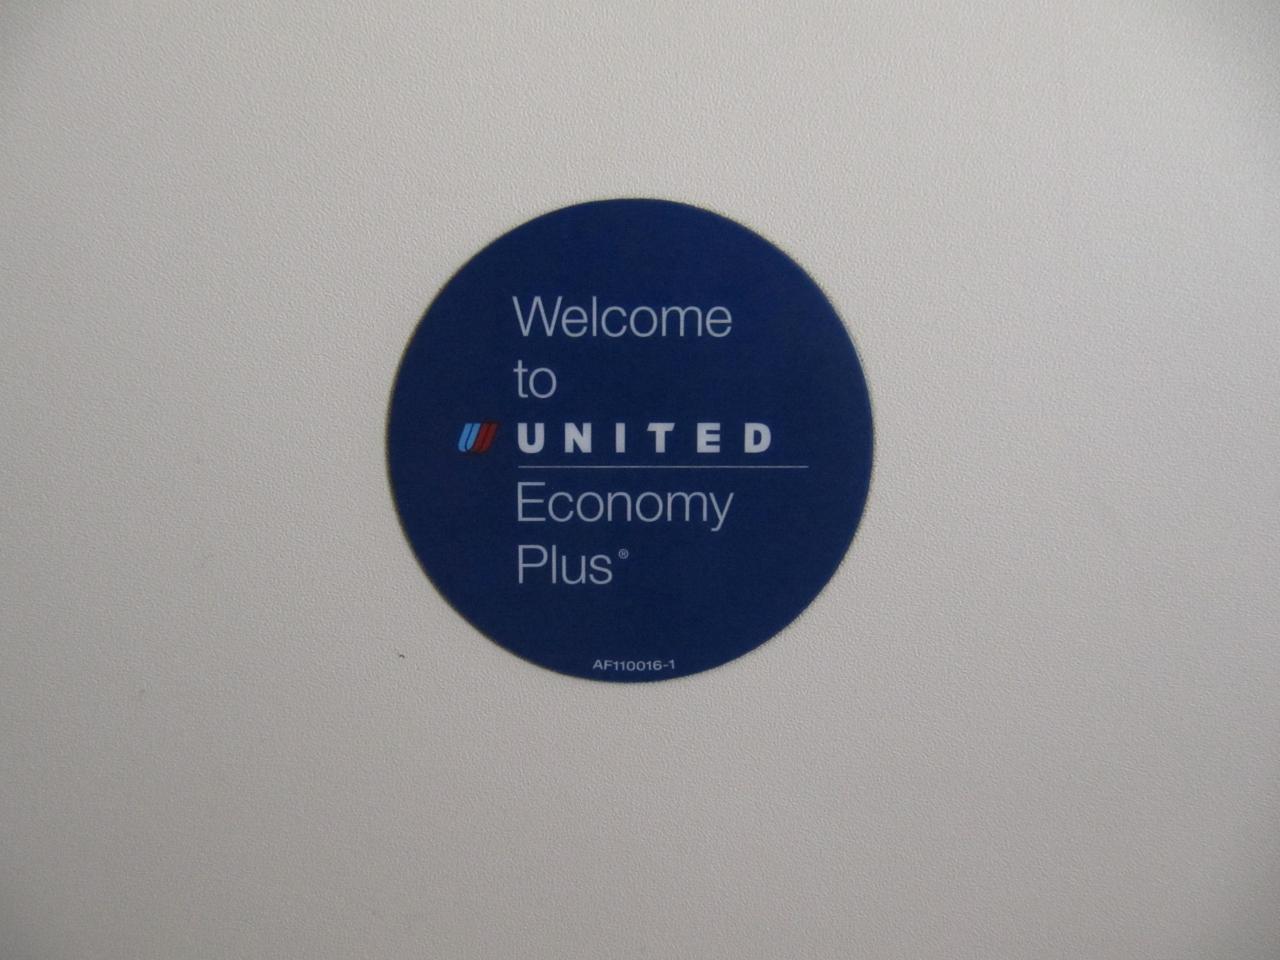 Welcome
to
UNITED
Economy
Plus®
AF110016-1